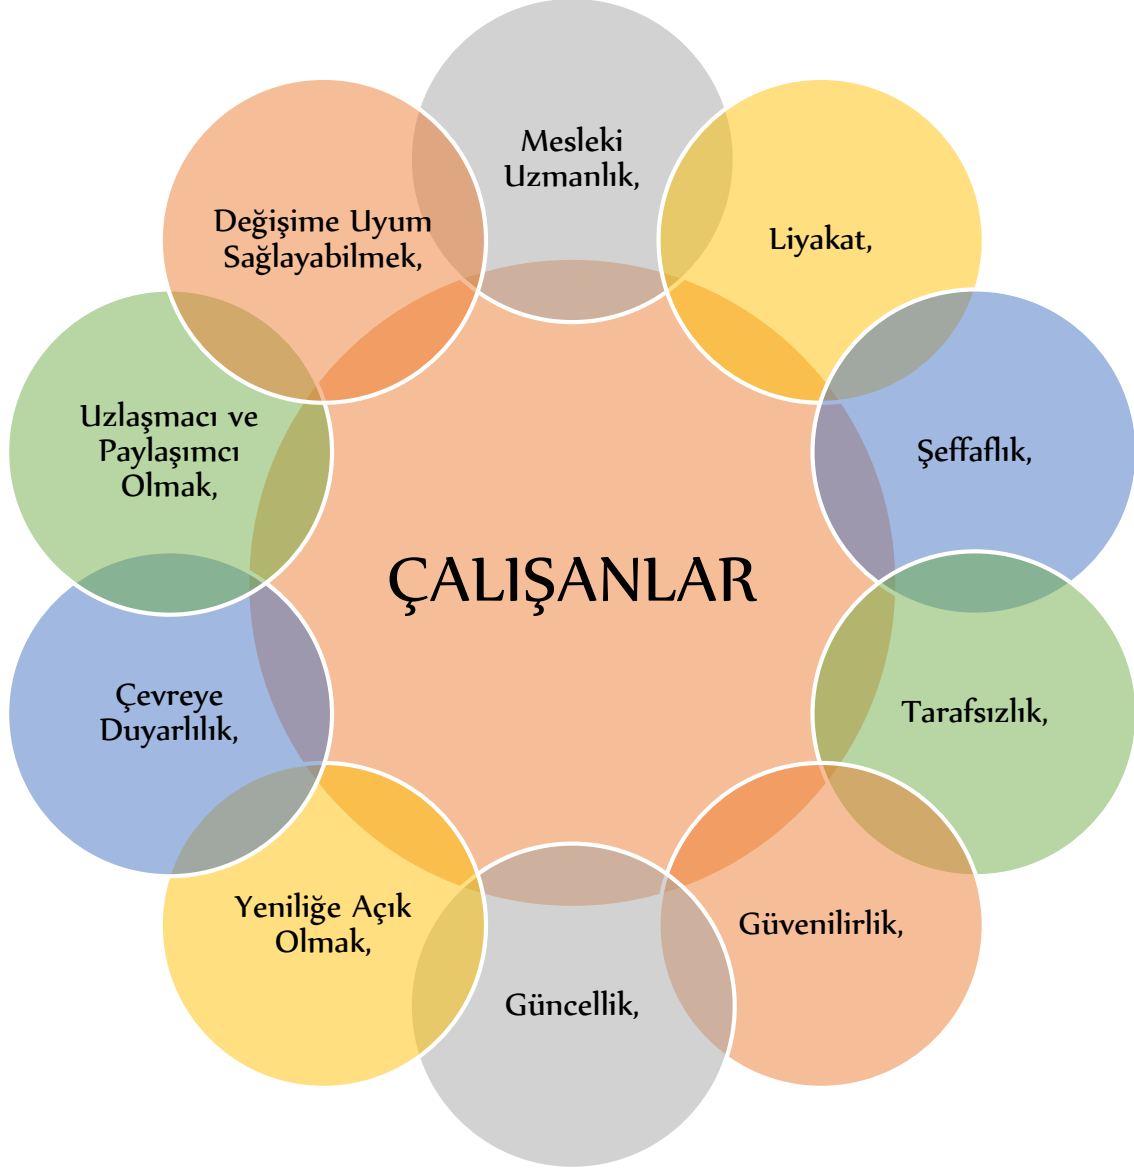 Mesleki
Uzmanlık,
Liyakat,
Şeffaflık,
Tarafsızlık,
Güvenilirlik,
Güncellik,
Yeniliğe Açık
Olmak,
Çevreye
Duyarlılık,
Uzlaşmacı ve
Paylaşımcı
Olmak,
Değişime Uyum
Sağlayabilmek,
ÇALIŞANLAR